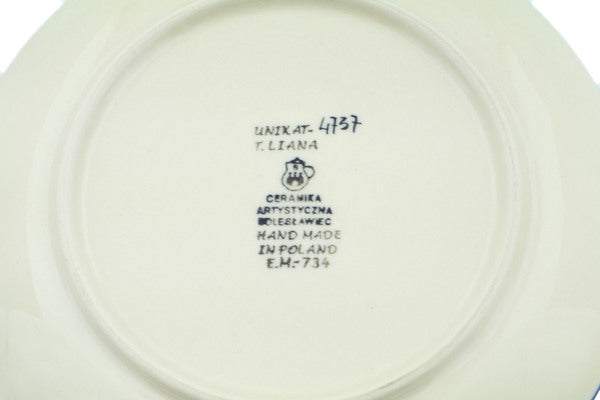 UNIKAT- 4737
T. LIANA
CERAMIKA
ARTYSTYCZNA
BOLESŁAWIEC
HAND MADE
IN POLAND
E.M.-734